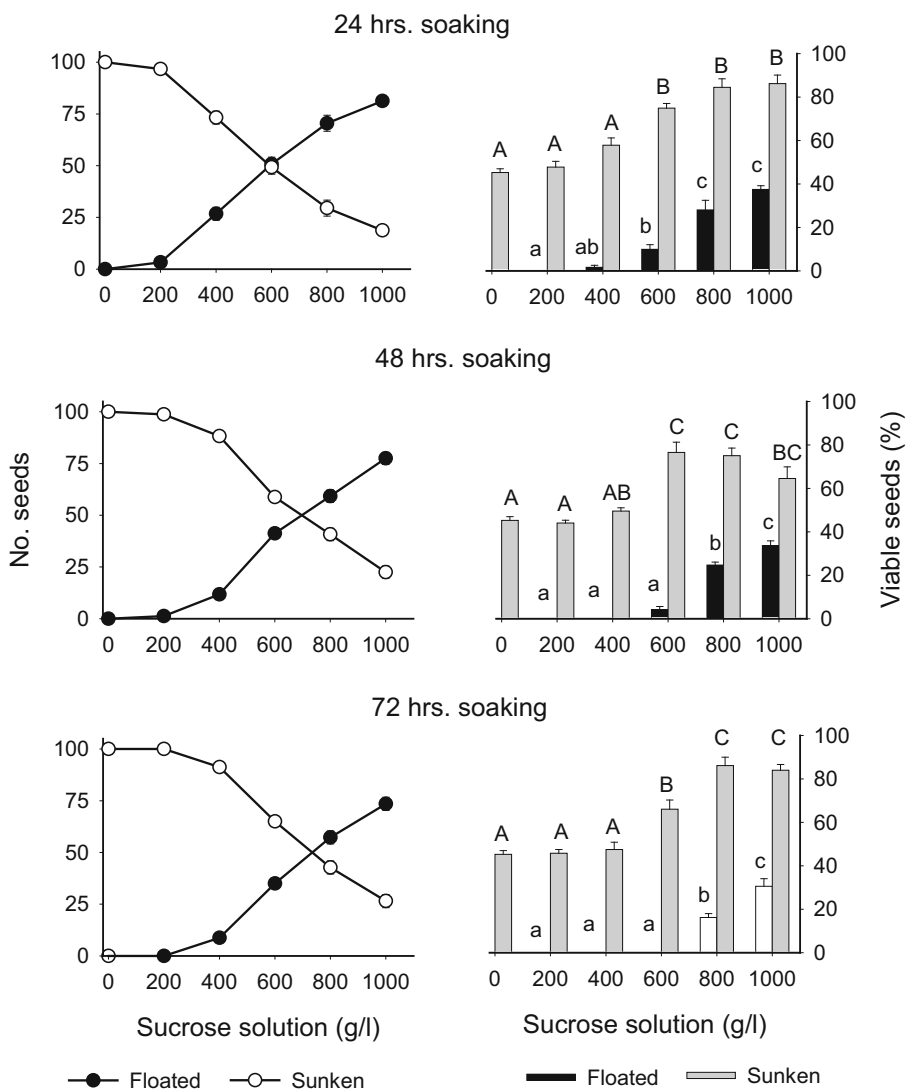 24 hrs. soaking
100
75
50
25
0
0 200 400 600 800 1000
A A A B B B
a ab b c c
100
80
60
40
20
0
0 200 400 600 800 1000
48 hrs. soaking
No. seeds
100
75
50
25
0
0 200 400 600 800 1000
A A AB C C BC
a a a b c
100
80
60
40
20
0
0 200 400 600 800 1000
Viable seeds (%)
72 hrs. soaking
100
75
50
25
0
0 200 400 600 800 1000
Sucrose solution (g/l)
A A A B C C
a a a b c
100
80
60
40
20
0
0 200 400 600 800 1000
Sucrose solution (g/l)
Floated Sunken
Floated Sunken